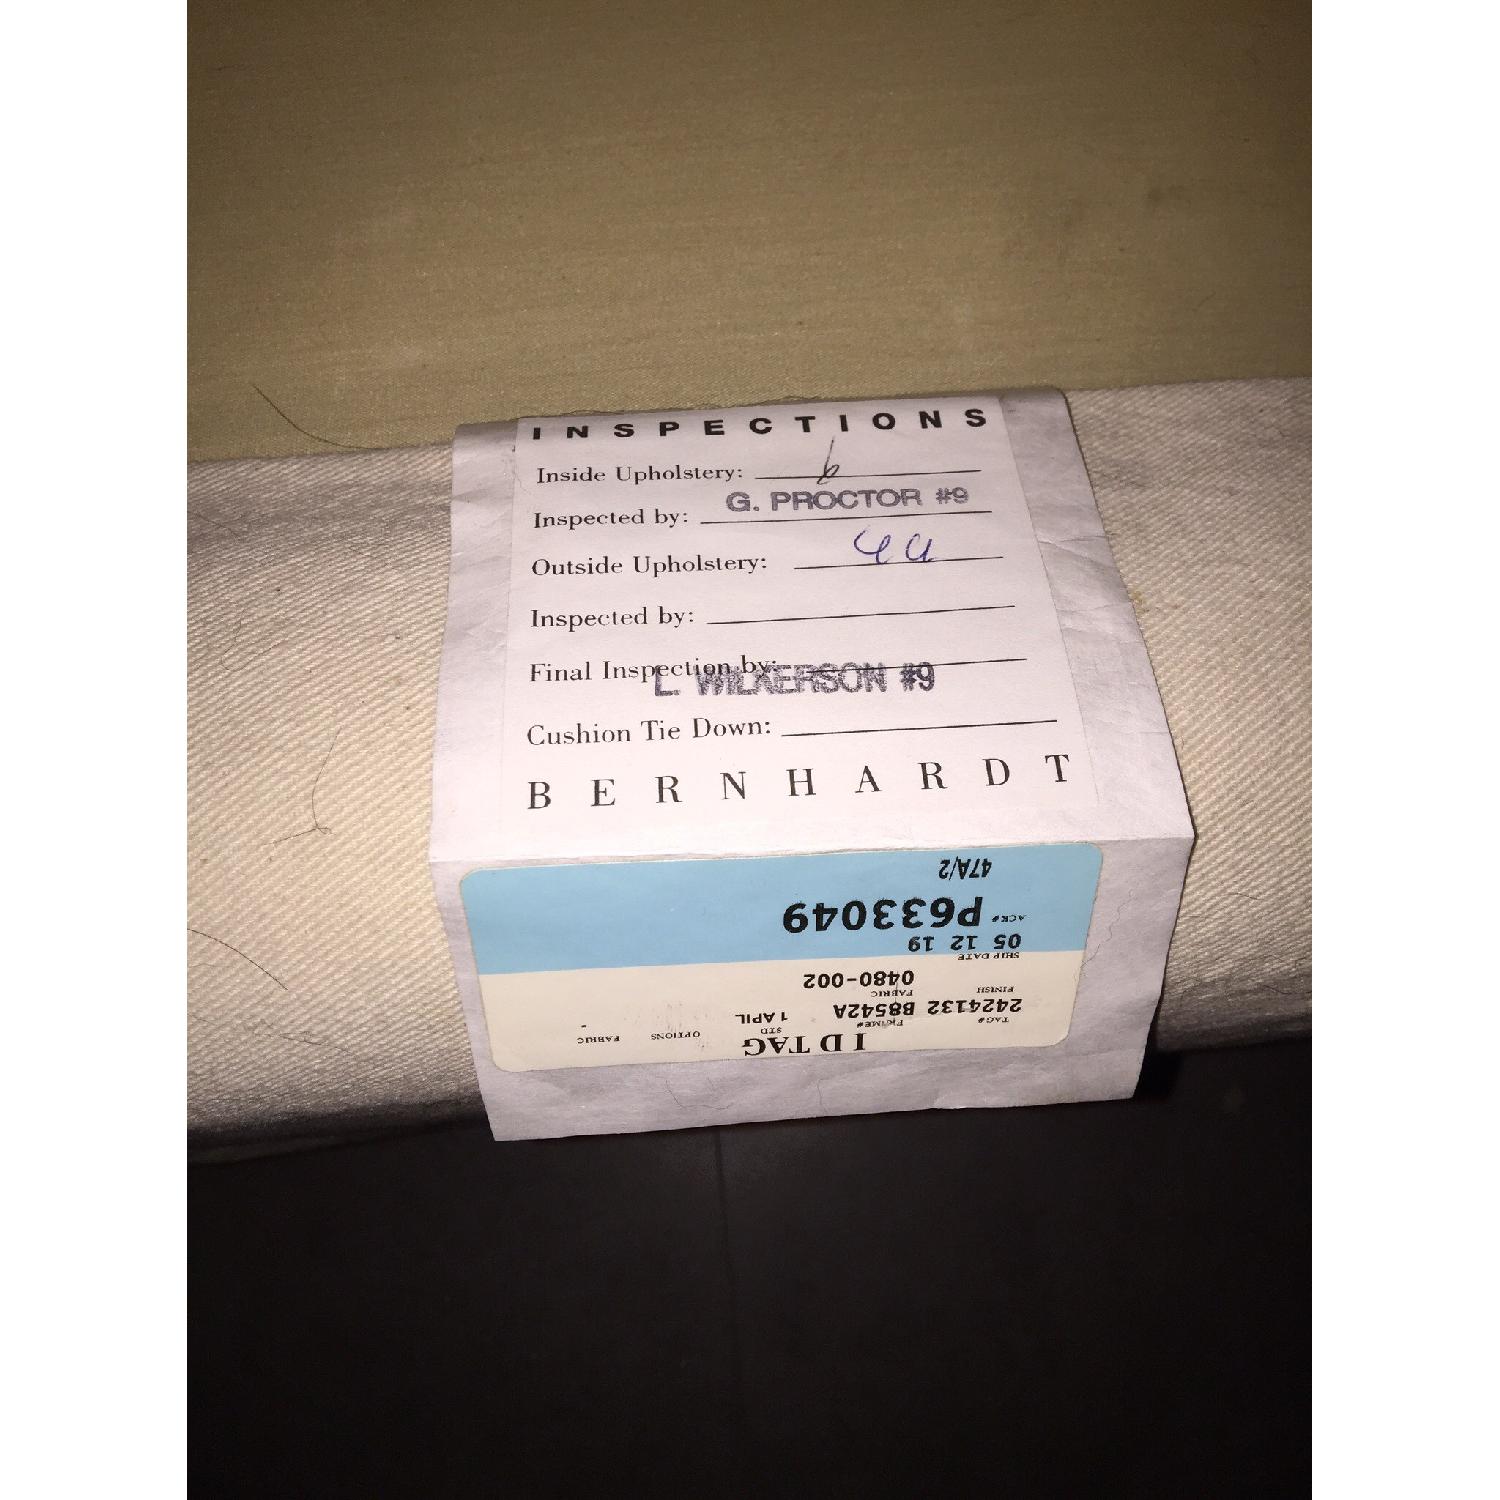 INSPECTIONS
Inside Upholstery: b
Inspected by: G. PROCTOR #9
Outside Upholstery:
Inspected by:
Final Inspection by: L. WILKERSON #9
Cushion Tie Down:
BERNHARDT
ID TAG
TAG# FRAME# STD OPTIONS FABRIC
2424132 B8542A 1 APIL -
FINISH FABRIC
0480-002
SHIP DATE
05 12 19
ACK# P633049
47A/2